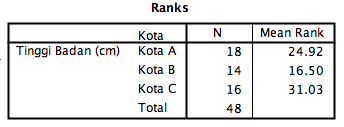 Ranks
Kota N Mean Rank
Tinggi Badan (cm) Kota A 18 24.92
Kota B 14 16.50
Kota C 16 31.03
Total 48